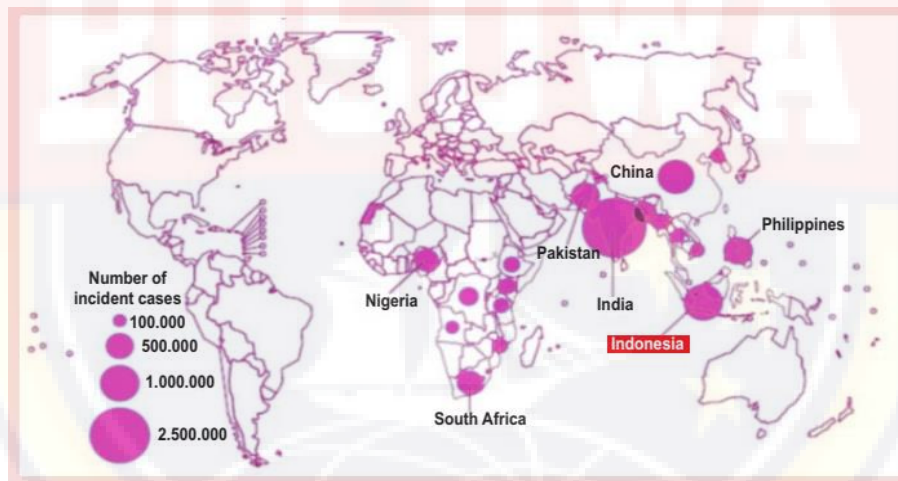 BOSOWA
China
Philippines
Pakistan
Nigeria
India
Indonesia
South Africa
Number of
incident cases
100.000
500.000
1.000.000
2.500.000